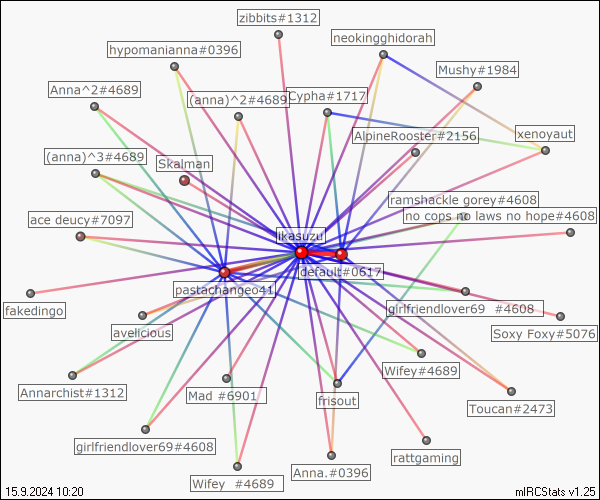 zibbits#1312
neokingghidorah
hypomanianna#0396
Mushy#1984
Anna^2#4689
(anna)^2#4689
Cypha#1717
AlpineRooster#2156
xenoyaut
(anna)^3#4689
Skalman
ramshackle gorey#4608
ace deucy#7097
no cops no laws no hope#4608
likasuzu
default#0617
pastachangeo41
fakedingo
girlfriendlover69 #4608
avelicious
Soxy Foxy#5076
Wifey#4689
Annarchist#1312
Mad #6901
frisout
Toucan#2473
girlfriendlover69#4608
rattgaming
Anna.#0396
Wifey #4689
15.9.2024 10:20
mIRCStats v1.25